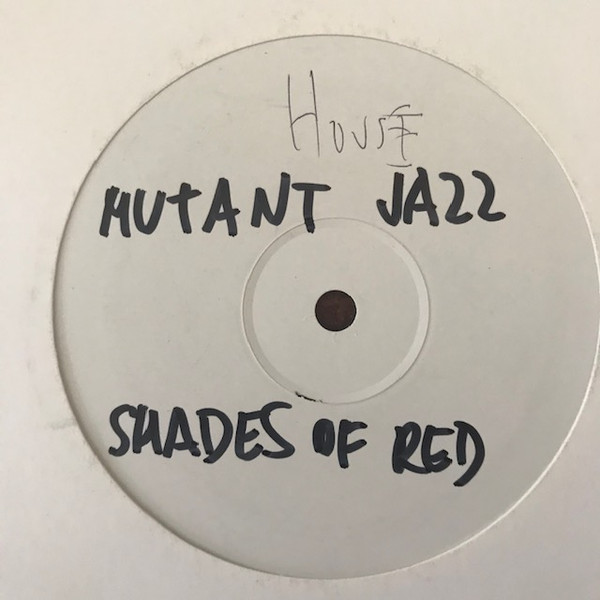 House
MUTANT JAZZ
SHADES OF RED